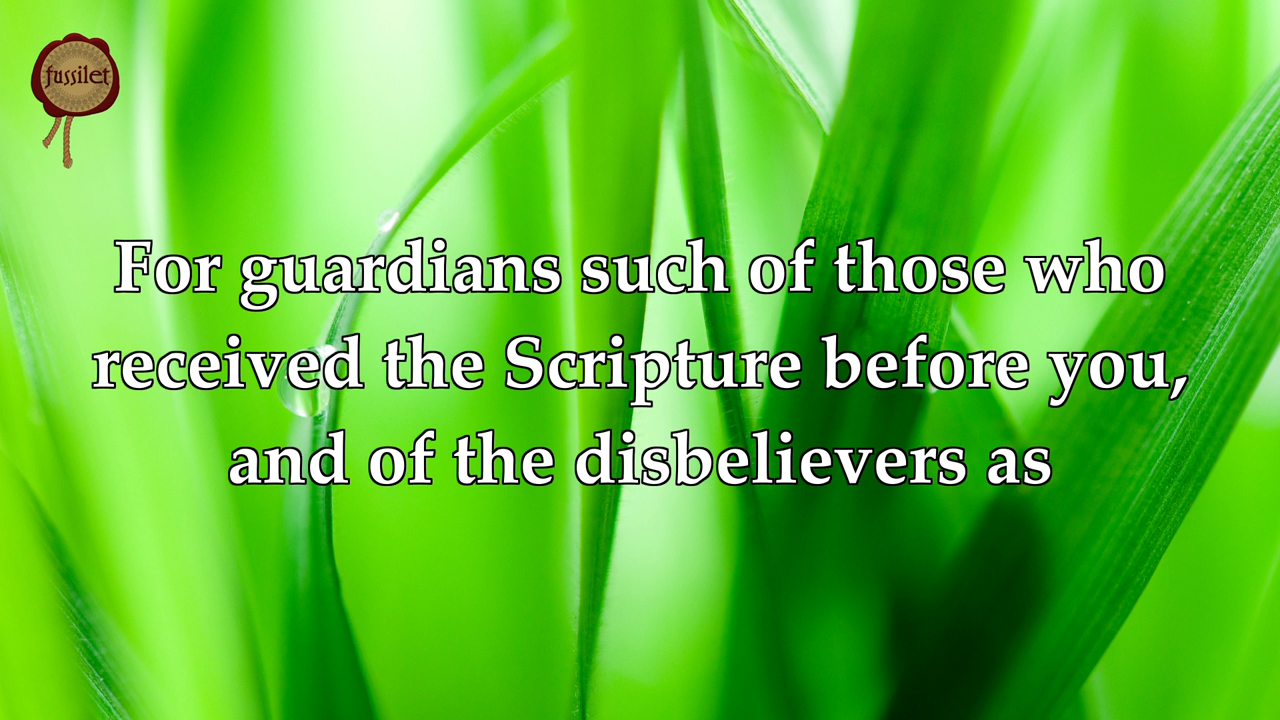 fussilet
For guardians such of those who
received the Scripture before you,
and of the disbelievers as